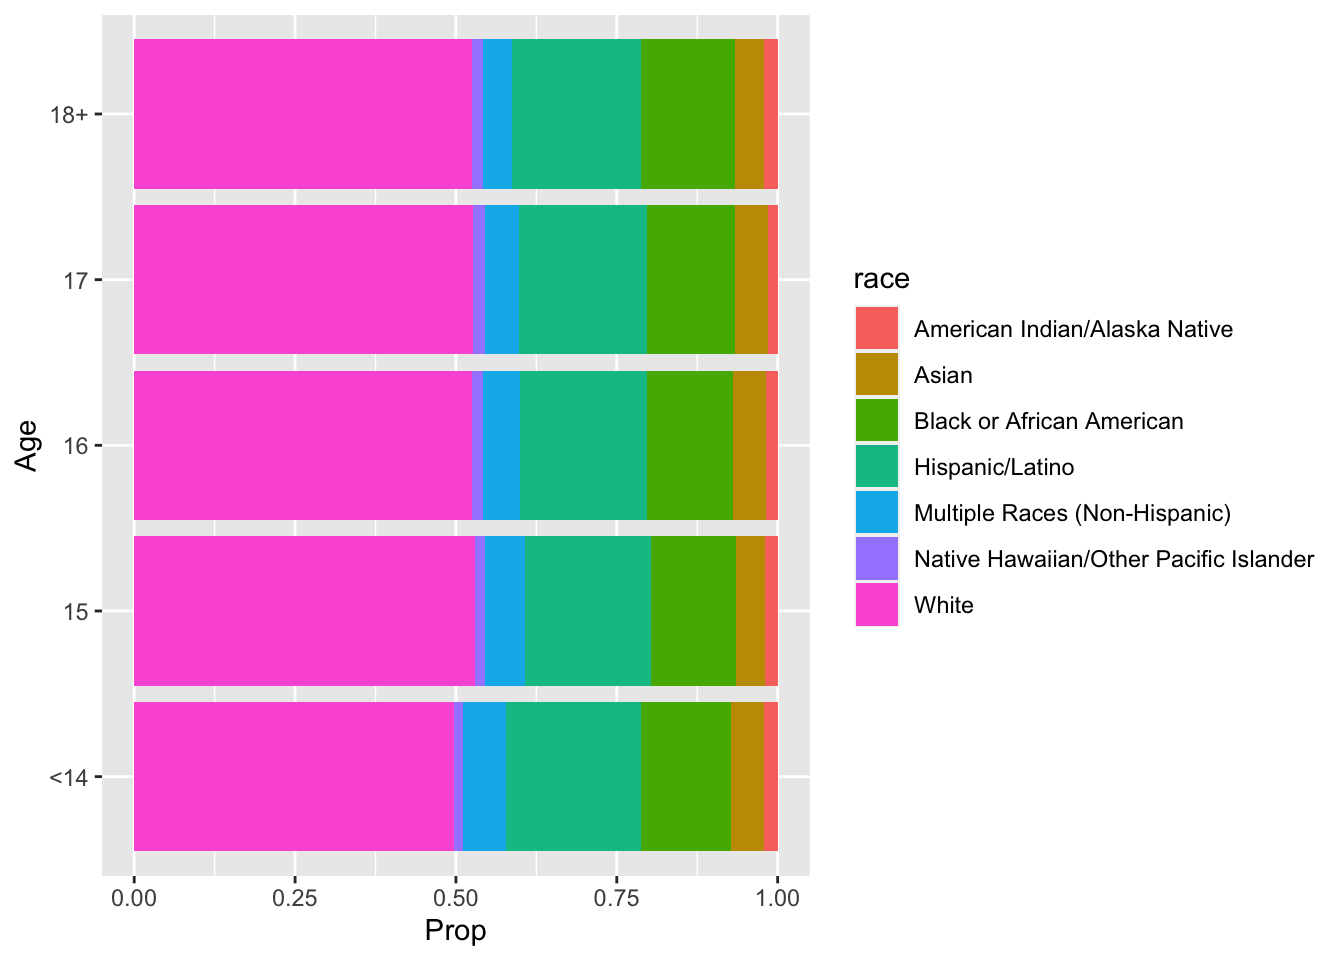 18+
17
16
15
<14
Age
0.00 0.25 0.50 0.75 1.00
Prop
race
American Indian/Alaska Native
Asian
Black or African American
Hispanic/Latino
Multiple Races (Non-Hispanic)
Native Hawaiian/Other Pacific Islander
White